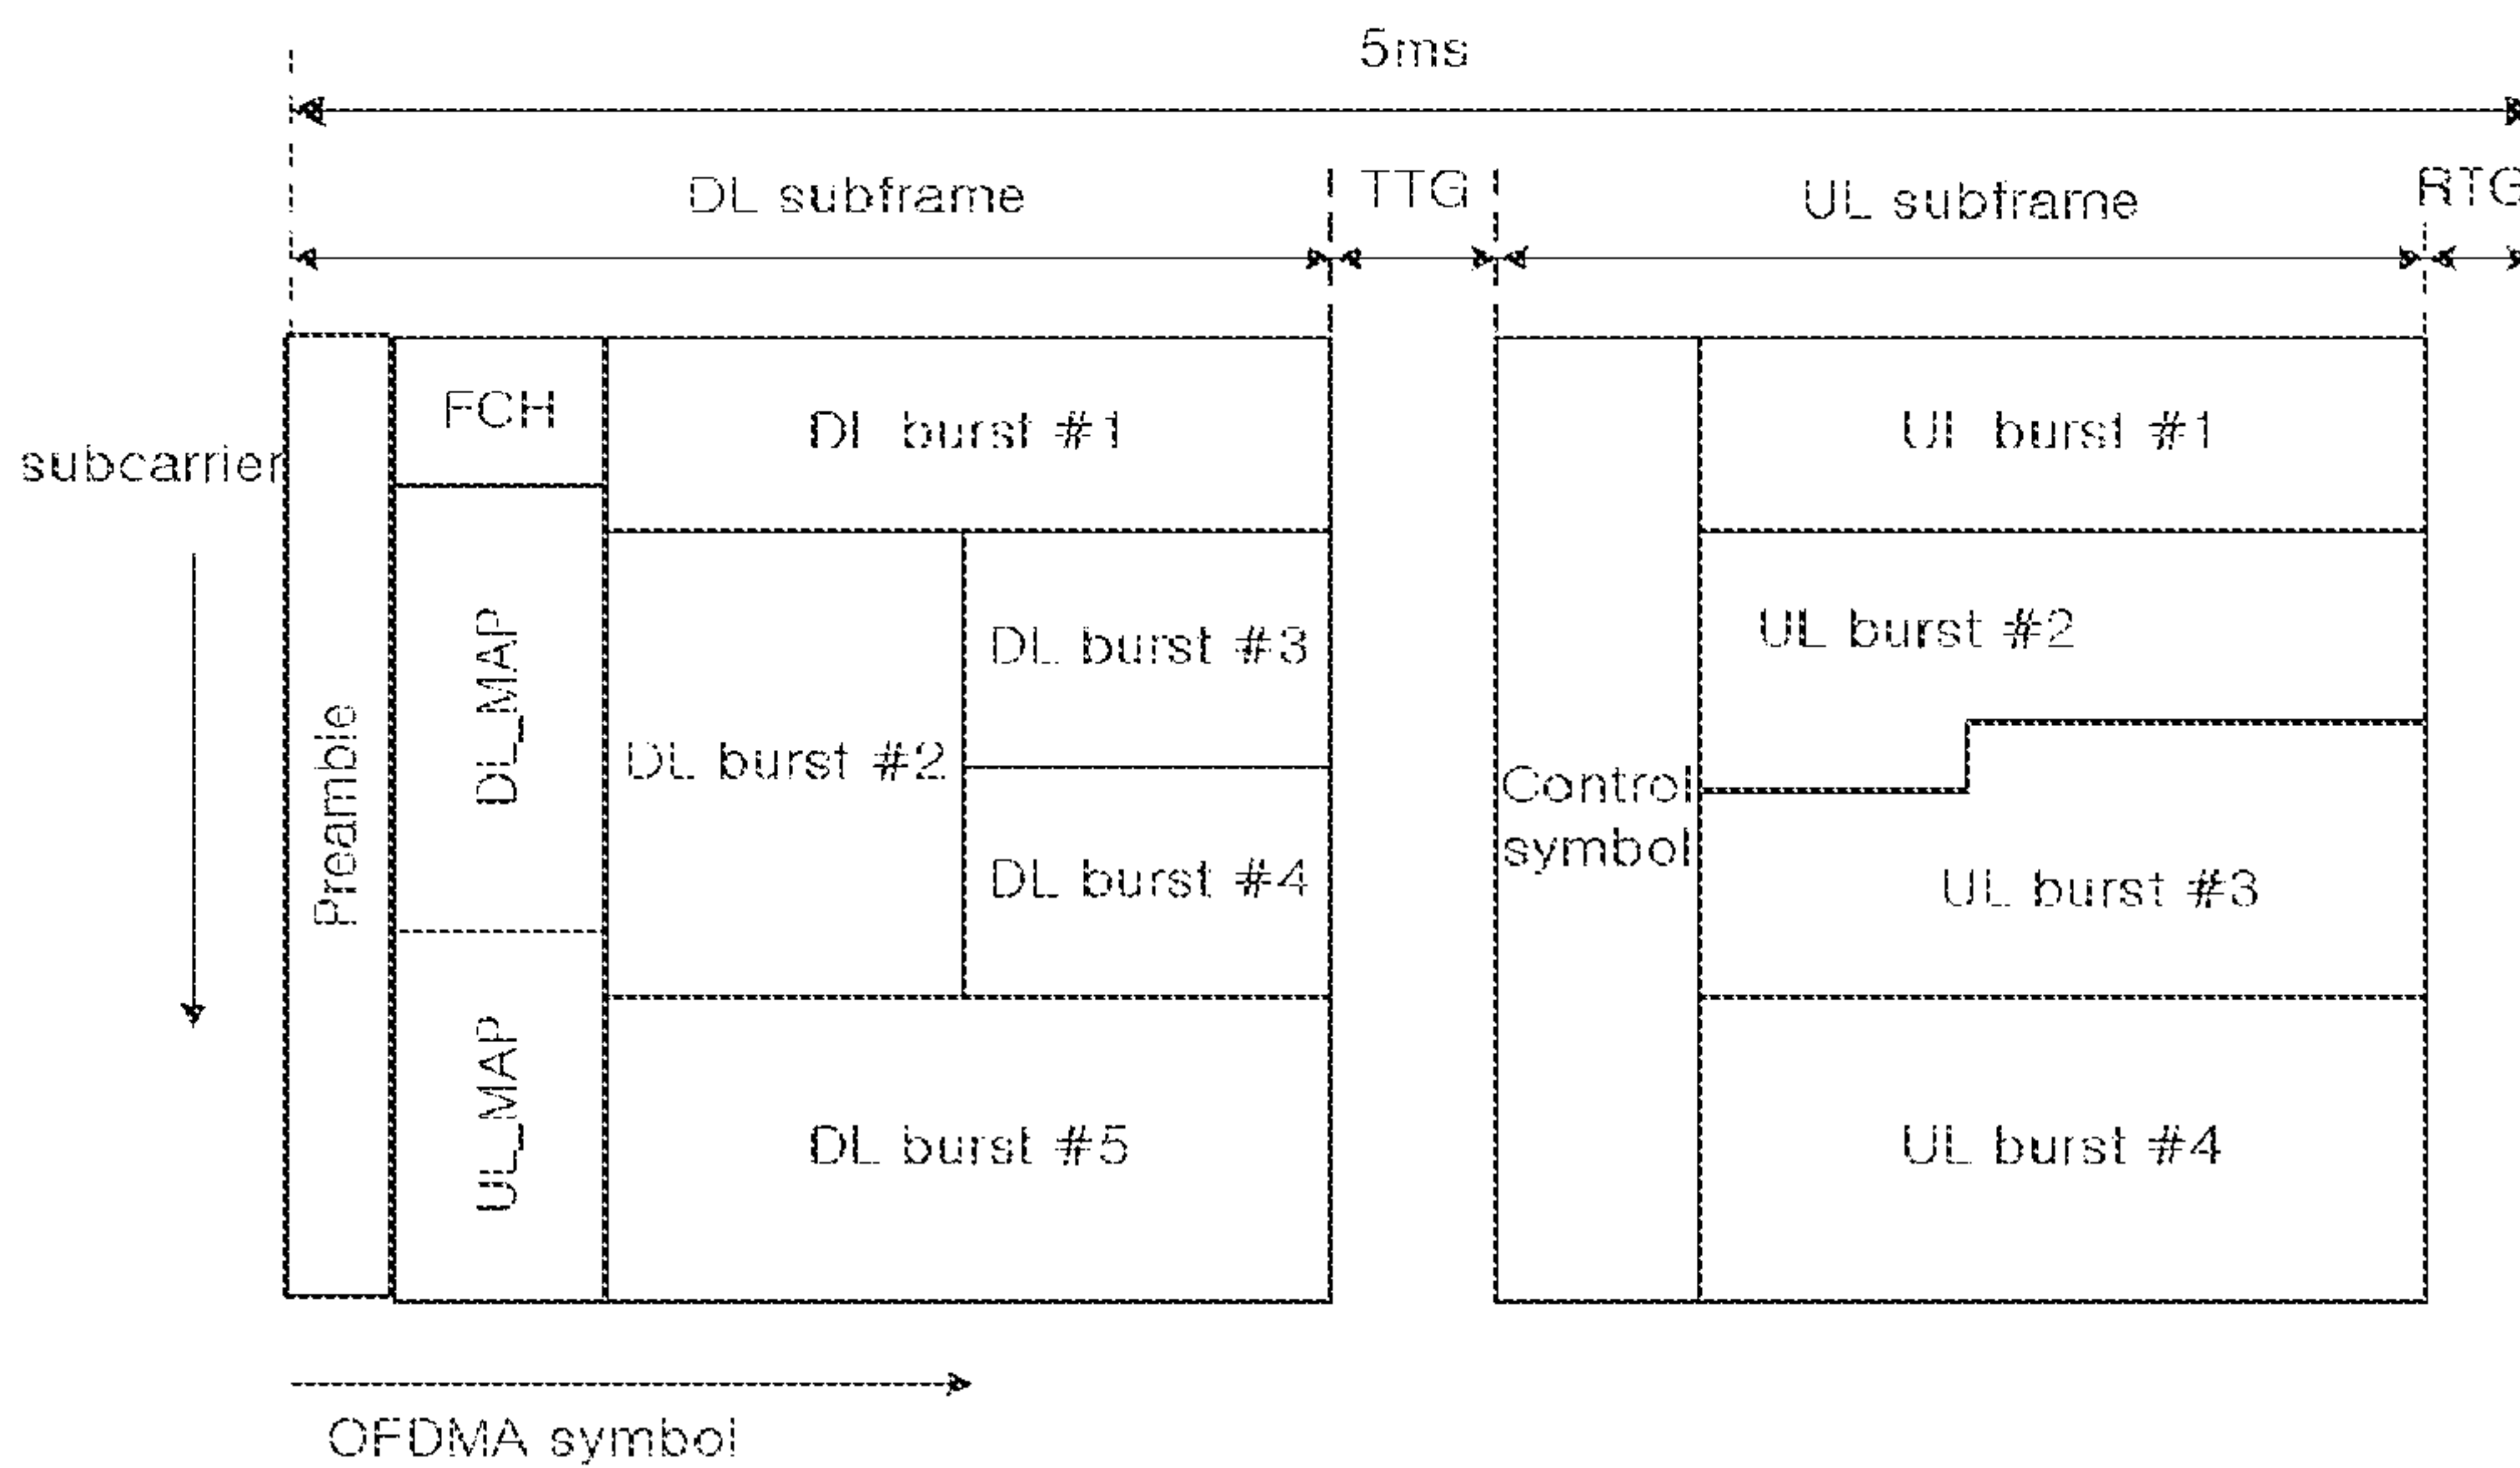 5ms
DL subframe
TTG
UL subframe
RTG
subcarrier
Preamble
FCH
DL_MAP
UL_MAP
DL burst #1
DL burst #2
DL burst #3
DL burst #4
DL burst #5
Control
symbol
UL burst #1
UL burst #2
UL burst #3
UL burst #4
OFDMA symbol